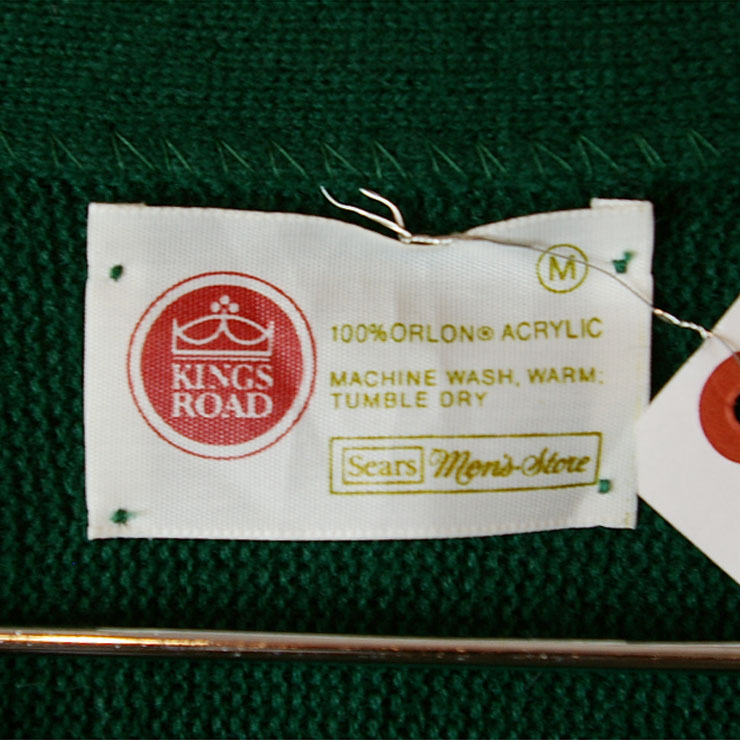 KINGS
ROAD
M
100% ORLON® ACRYLIC
MACHINE WASH, WARM:
TUMBLE DRY
Sears Men's Store